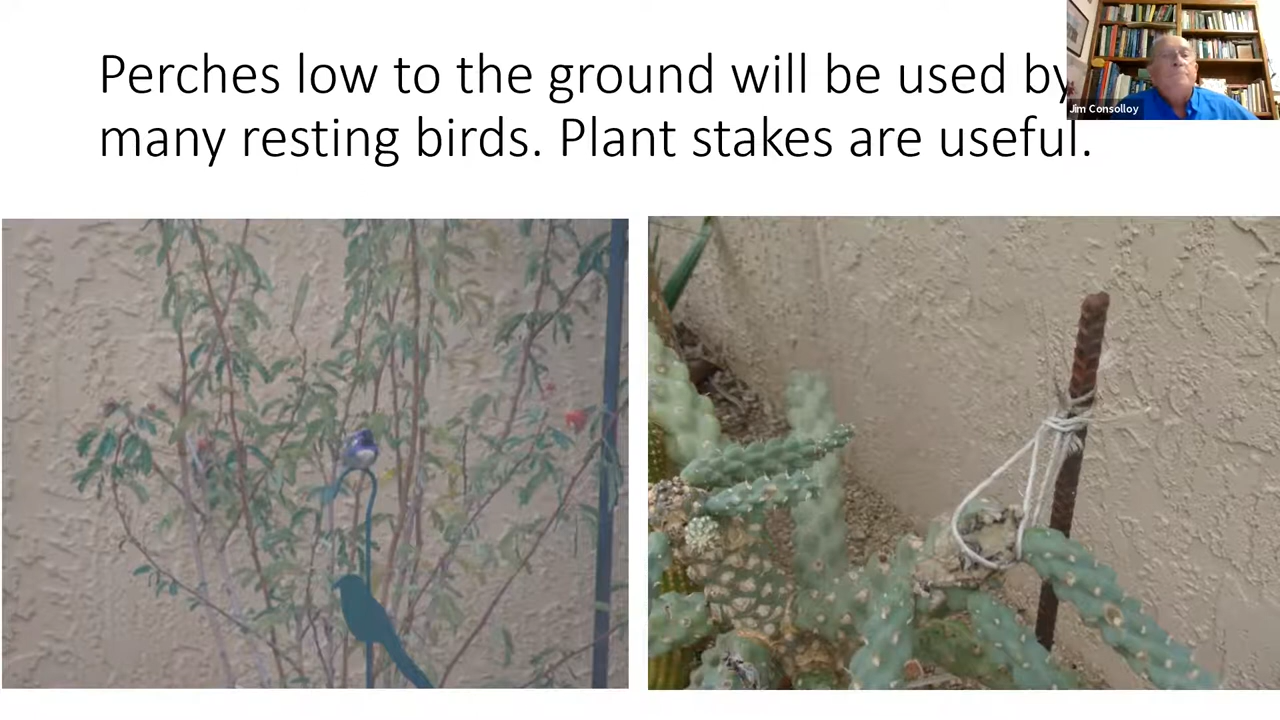 Perches low to the ground will be used by
many resting birds. Plant stakes are useful.
Jim Consolloy